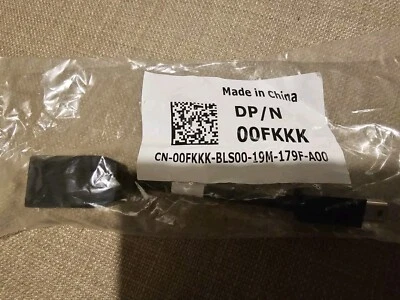 Made in China
DP/N
00FKKK
CN-00FKKK-BLS00-19M-179F-A00